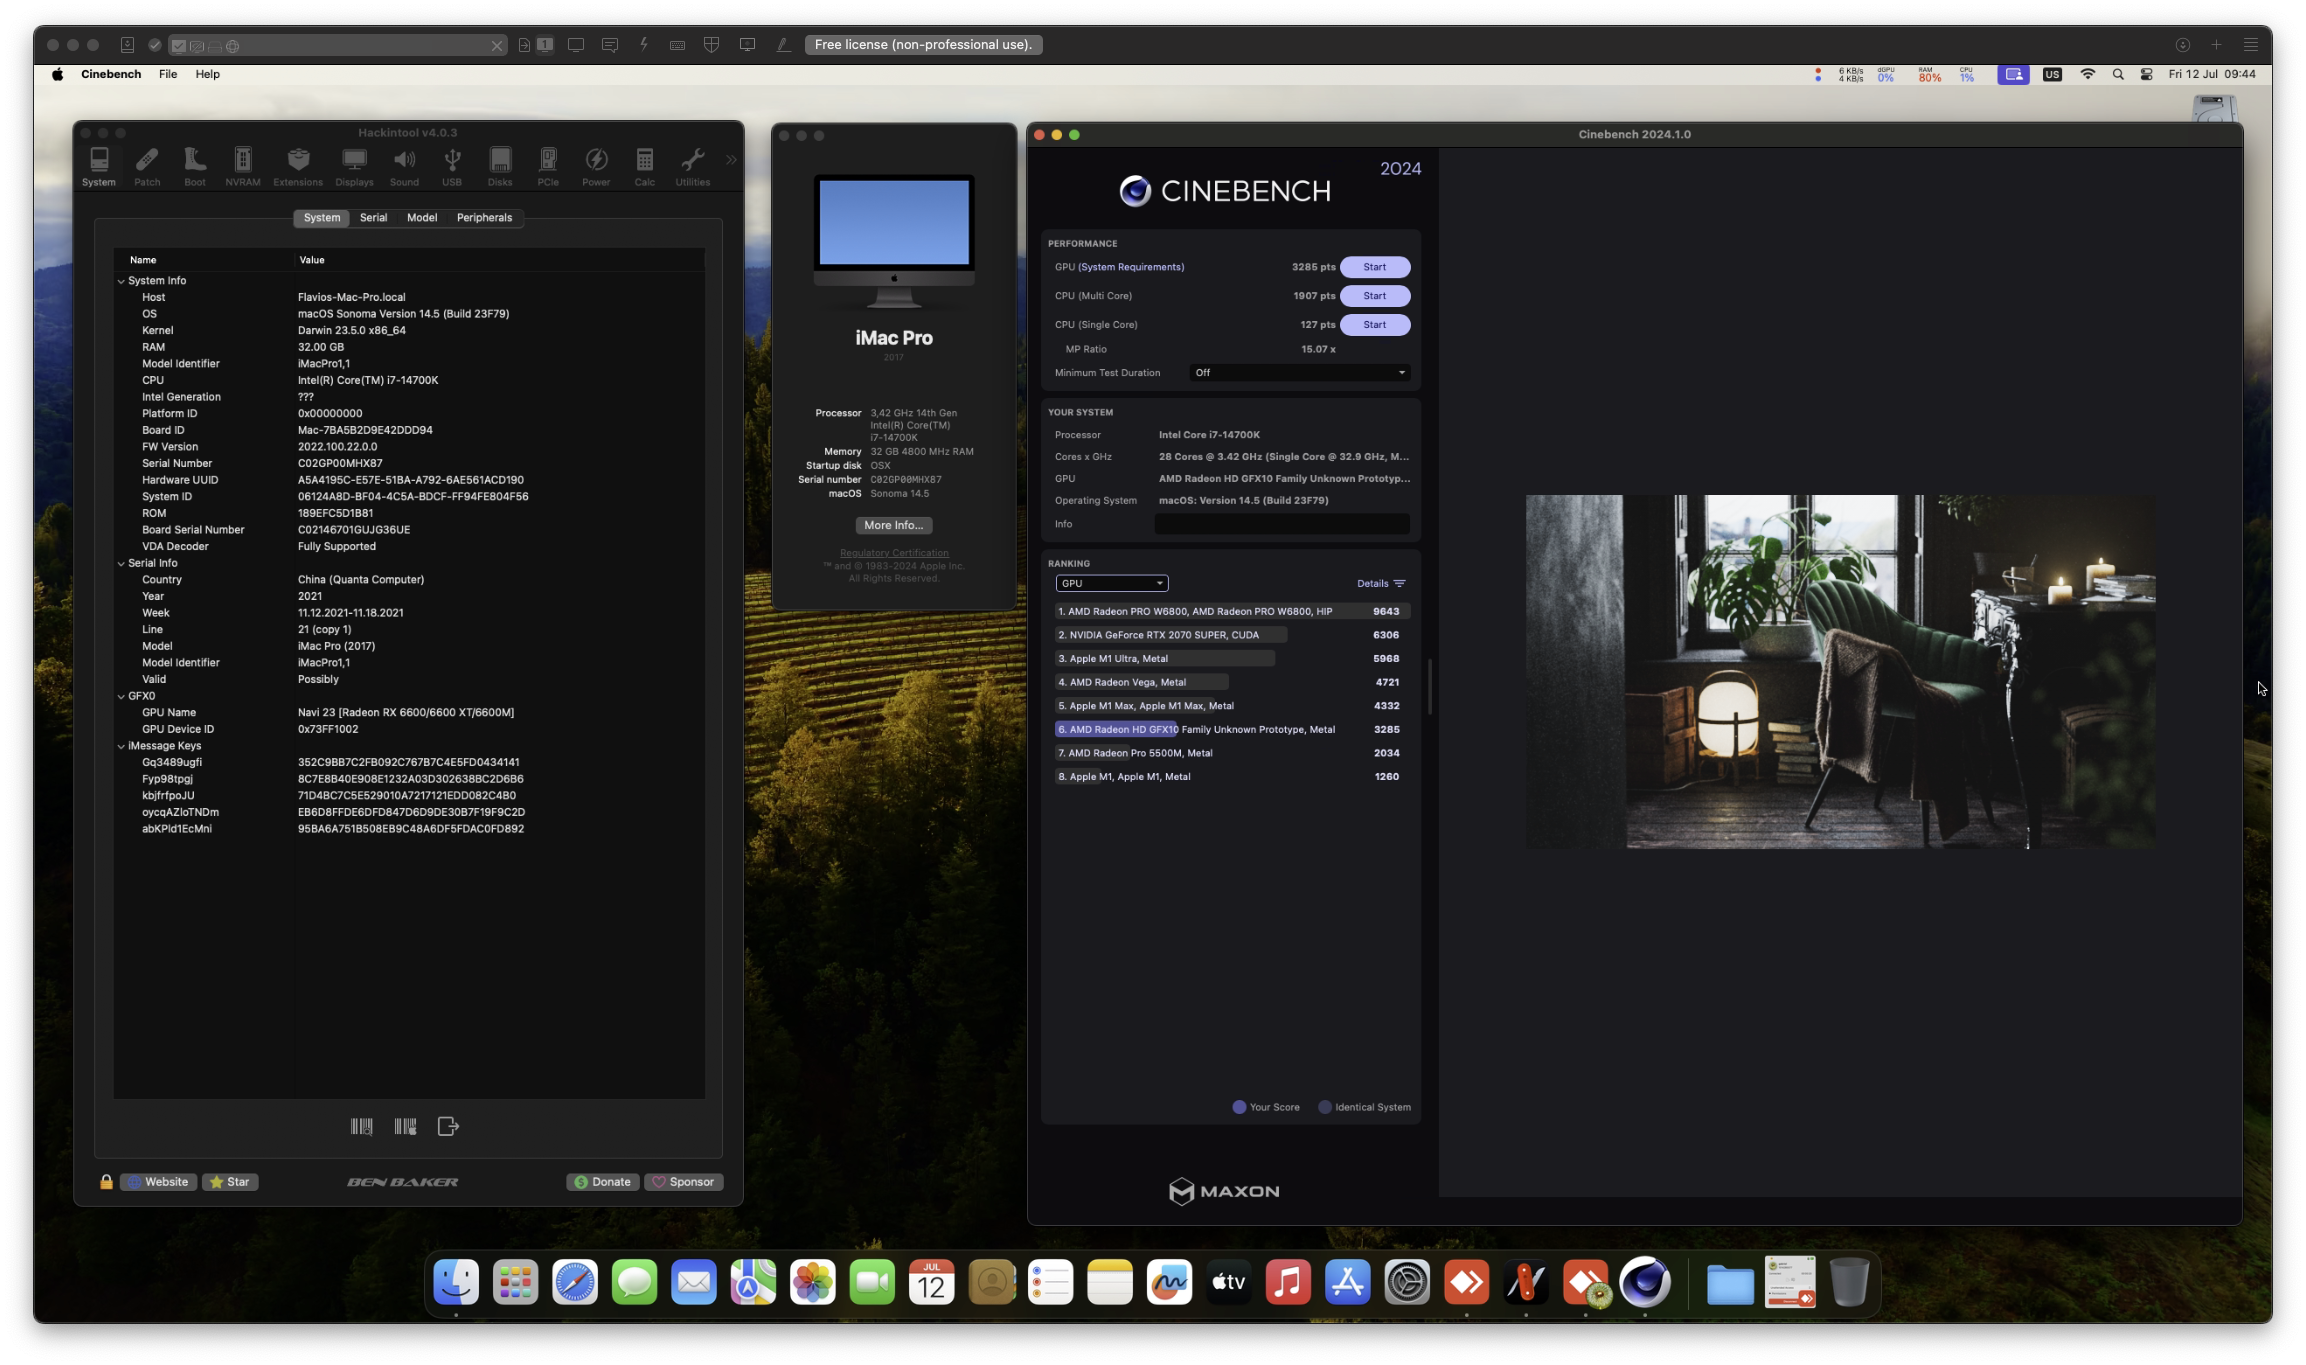 Free license (non-professional use).
Cinebench File Help
6 KB/s
4 KB/s
dGPU
0%
RAM
80%
CPU
1%
US
Fri 12 Jul 09:44
Hackintool v4.0.3
System Patch Boot NVRAM Extensions Displays Sound USB Disks PCIe Power Calc Utilities
System Serial Model Peripherals
Name Value
System Info
Host Flavios-Mac-Pro.local
OS macOS Sonoma Version 14.5 (Build 23F79)
Kernel Darwin 23.5.0 x86_64
RAM 32.00 GB
Model Identifier iMacPro1,1
CPU Intel(R) Core(TM) i7-14700K
Intel Generation ???
Platform ID 0x00000000
Board ID Mac-7BA5B2D9E42DDD94
FW Version 2022.100.22.0.0
Serial Number C02GP00MHX87
Hardware UUID A5A4195C-E57E-51BA-A792-6AE561ACD190
System ID 06124A8D-BF04-4C5A-BDCF-FF94FE804F56
ROM 189EFC5D1B81
Board Serial Number C02146701GUJG36UE
VDA Decoder Fully Supported
Serial Info
Country China (Quanta Computer)
Year 2021
Week 11.12.2021-11.18.2021
Line 21 (copy 1)
Model iMac Pro (2017)
Model Identifier iMacPro1,1
Valid Possibly
GFX0
GPU Name Navi 23 [Radeon RX 6600/6600 XT/6600M]
GPU Device ID 0x73FF1002
iMessage Keys
Gq3489ugfi 352C9BB7C2FB092C767B7C4E5FD0434141
Fyp98tpgj 8C7E8B40E908E1232A03D302638BC2D6B6
kbjfrfpoJU 71D4BC7C5E529010A7217121EDD082C4B0
oycqAZloTNDm EB6D8FFDE6DFD847D6D9DE30B7F19F9C2D
abKPld1EcMni 95BA6A751B508EB9C48A6DF5FDAC0FD892
Website Star BEN BAKER Donate Sponsor
iMac Pro
2017
Processor 3,42 GHz 14th Gen
Intel(R) Core(TM)
i7-14700K
Memory 32 GB 4800 MHz RAM
Startup disk OSX
Serial number C02GP00MHX87
macOS Sonoma 14.5
More Info...
Regulatory Certification
™ and © 1983-2024 Apple Inc.
All Rights Reserved.
Cinebench 2024.1.0
2024
CINEBENCH
PERFORMANCE
GPU (System Requirements) 3285 pts Start
CPU (Multi Core) 1907 pts Start
CPU (Single Core) 127 pts Start
MP Ratio 15.07 x
Minimum Test Duration Off
YOUR SYSTEM
Processor Intel Core i7-14700K
Cores x GHz 28 Cores @ 3.42 GHz (Single Core @ 32.9 GHz, M...
GPU AMD Radeon HD GFX10 Family Unknown Prototyp...
Operating System macOS: Version 14.5 (Build 23F79)
Info
RANKING
GPU Details
1. AMD Radeon PRO W6800, AMD Radeon PRO W6800, HIP 9643
2. NVIDIA GeForce RTX 2070 SUPER, CUDA 6306
3. Apple M1 Ultra, Metal 5968
4. AMD Radeon Vega, Metal 4721
5. Apple M1 Max, Apple M1 Max, Metal 4332
6. AMD Radeon HD GFX10 Family Unknown Prototype, Metal 3285
7. AMD Radeon Pro 5500M, Metal 2034
8. Apple M1, Apple M1, Metal 1260
Your Score Identical System
MAXON
JUL
12
tv